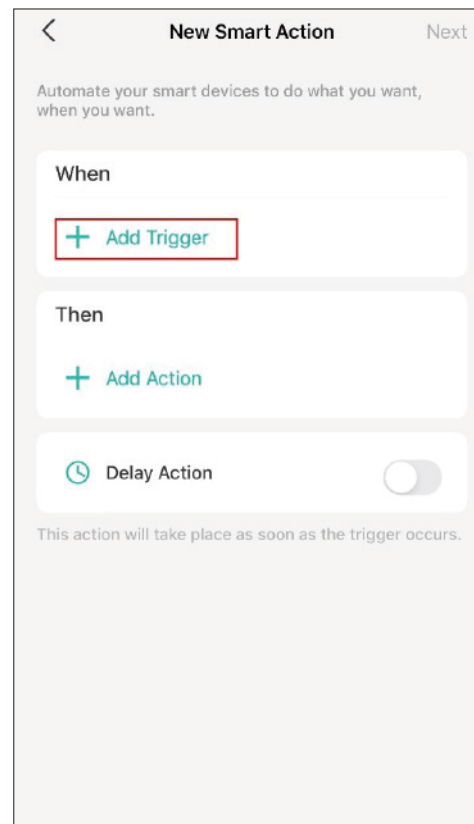 New Smart Action Next
Automate your smart devices to do what you want,
when you want.
When
Add Trigger
Then
Add Action
Delay Action
This action will take place as soon as the trigger occurs.